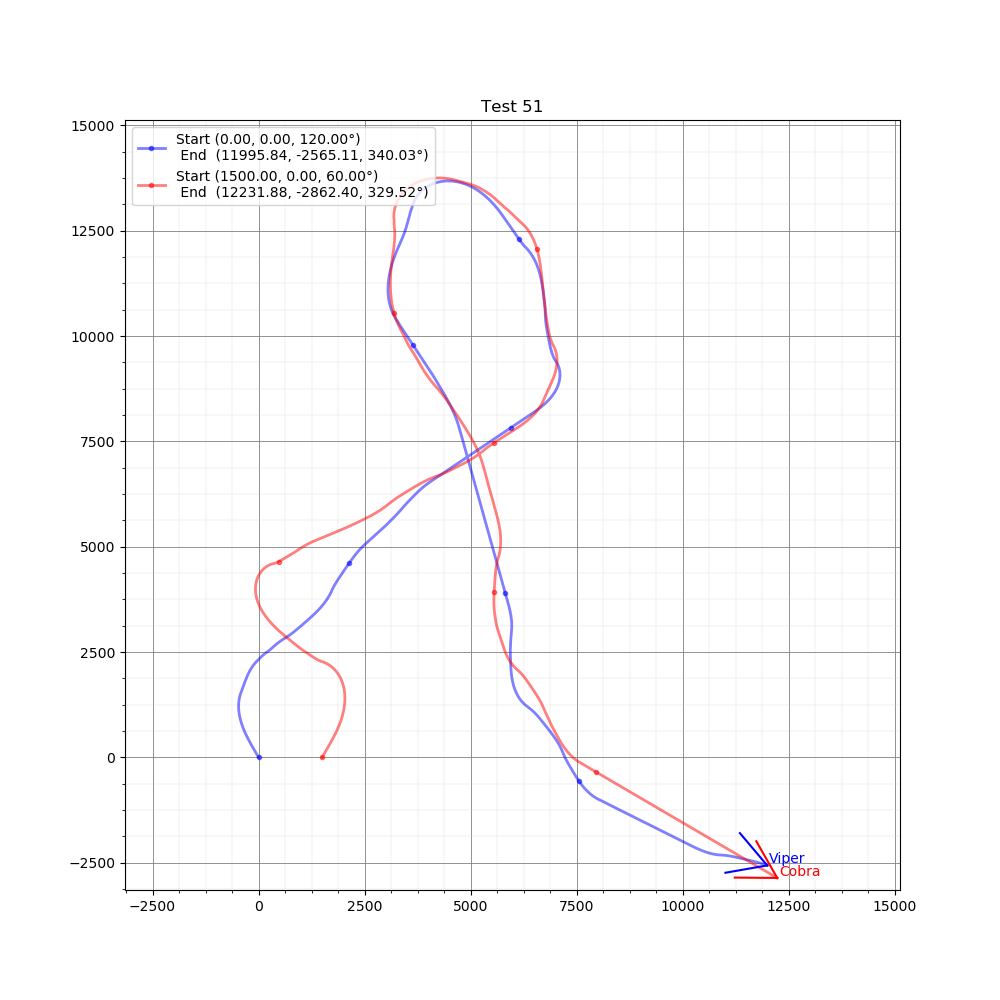 Test 51
15000
12500
10000
7500
5000
2500
0
−2500
Start (0.00, 0.00, 120.00°)
End (11995.84, -2565.11, 340.03°)
Start (1500.00, 0.00, 60.00°)
End (12231.88, -2862.40, 329.52°)
Viper
Cobra
−2500 0 2500 5000 7500 10000 12500 15000